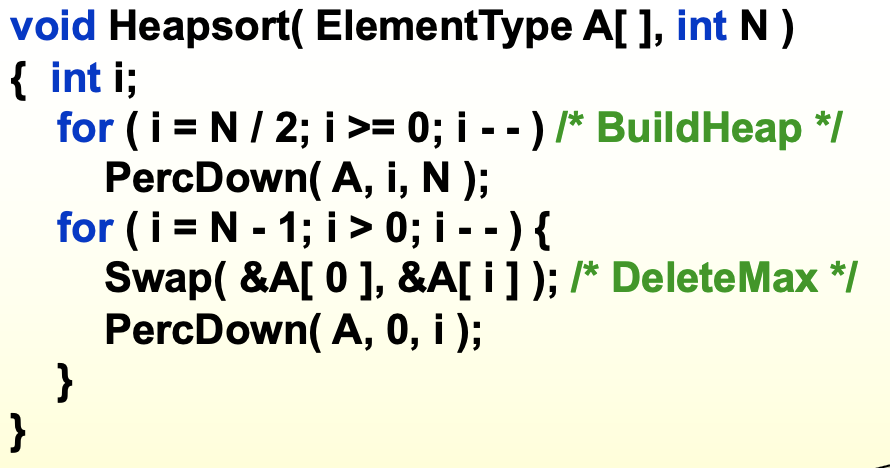 void Heapsort( ElementType A[ ], int N )
{ int i;
for ( i = N / 2; i >= 0; i - - ) /* BuildHeap */
PercDown( A, i, N );
for ( i = N - 1; i > 0; i - - ) {
Swap( &A[ 0 ], &A[ i ] ); /* DeleteMax */
PercDown( A, 0, i );
}
}